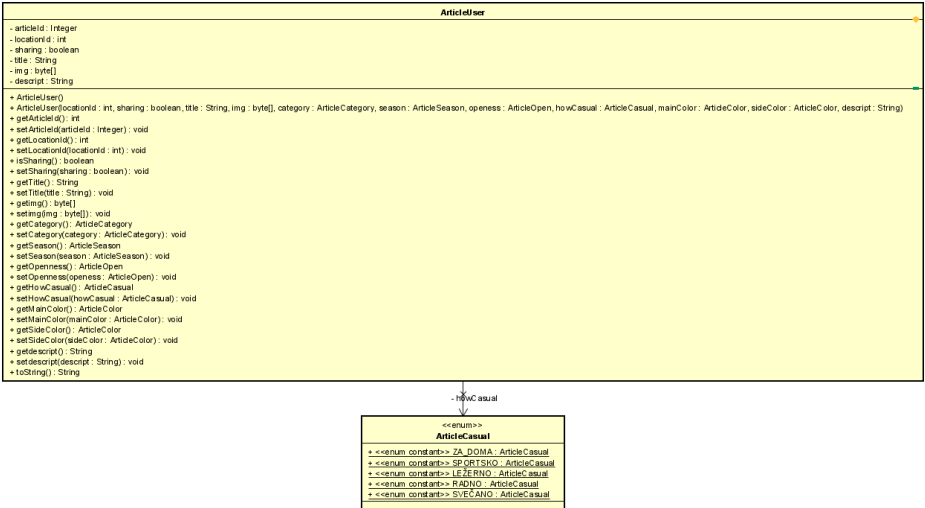 ArticleUser
- articleId : Integer
- locationId : int
- sharing : boolean
- title : String
- img : byte[]
- descript : String
+ ArticleUser()
+ ArticleUser(locationId : int, sharing : boolean, title : String, img : byte[], category : ArticleCategory, season : ArticleSeason, openess : ArticleOpen, howCasual : ArticleCasual, mainColor : ArticleColor, sideColor : ArticleColor, descript : String)
+ getArticleId() : int
+ setArticleId(articleId : Integer) : void
+ getLocationId() : int
+ setLocationId(locationId : int) : void
+ isSharing() : boolean
+ setSharing(sharing : boolean) : void
+ getTitle() : String
+ setTitle(title : String) : void
+ getimg() : byte[]
+ setimg(img : byte[]) : void
+ getCategory() : ArticleCategory
+ setCategory(category : ArticleCategory) : void
+ getSeason() : ArticleSeason
+ setSeason(season : ArticleSeason) : void
+ getOpenness() : ArticleOpen
+ setOpenness(openess : ArticleOpen) : void
+ getHowCasual() : ArticleCasual
+ setHowCasual(howCasual : ArticleCasual) : void
+ getMainColor() : ArticleColor
+ setMainColor(mainColor : ArticleColor) : void
+ getSideColor() : ArticleColor
+ setSideColor(sideColor : ArticleColor) : void
+ getdescript() : String
+ setdescript(descript : String) : void
+ toString() : String
- howCasual
<<enum>>
ArticleCasual
+ <<enum constant>> ZA_DOMA : ArticleCasual
+ <<enum constant>> SPORTSKO : ArticleCasual
+ <<enum constant>> LEŽERNO : ArticleCasual
+ <<enum constant>> RADNO : ArticleCasual
+ <<enum constant>> SVEČANO : ArticleCasual